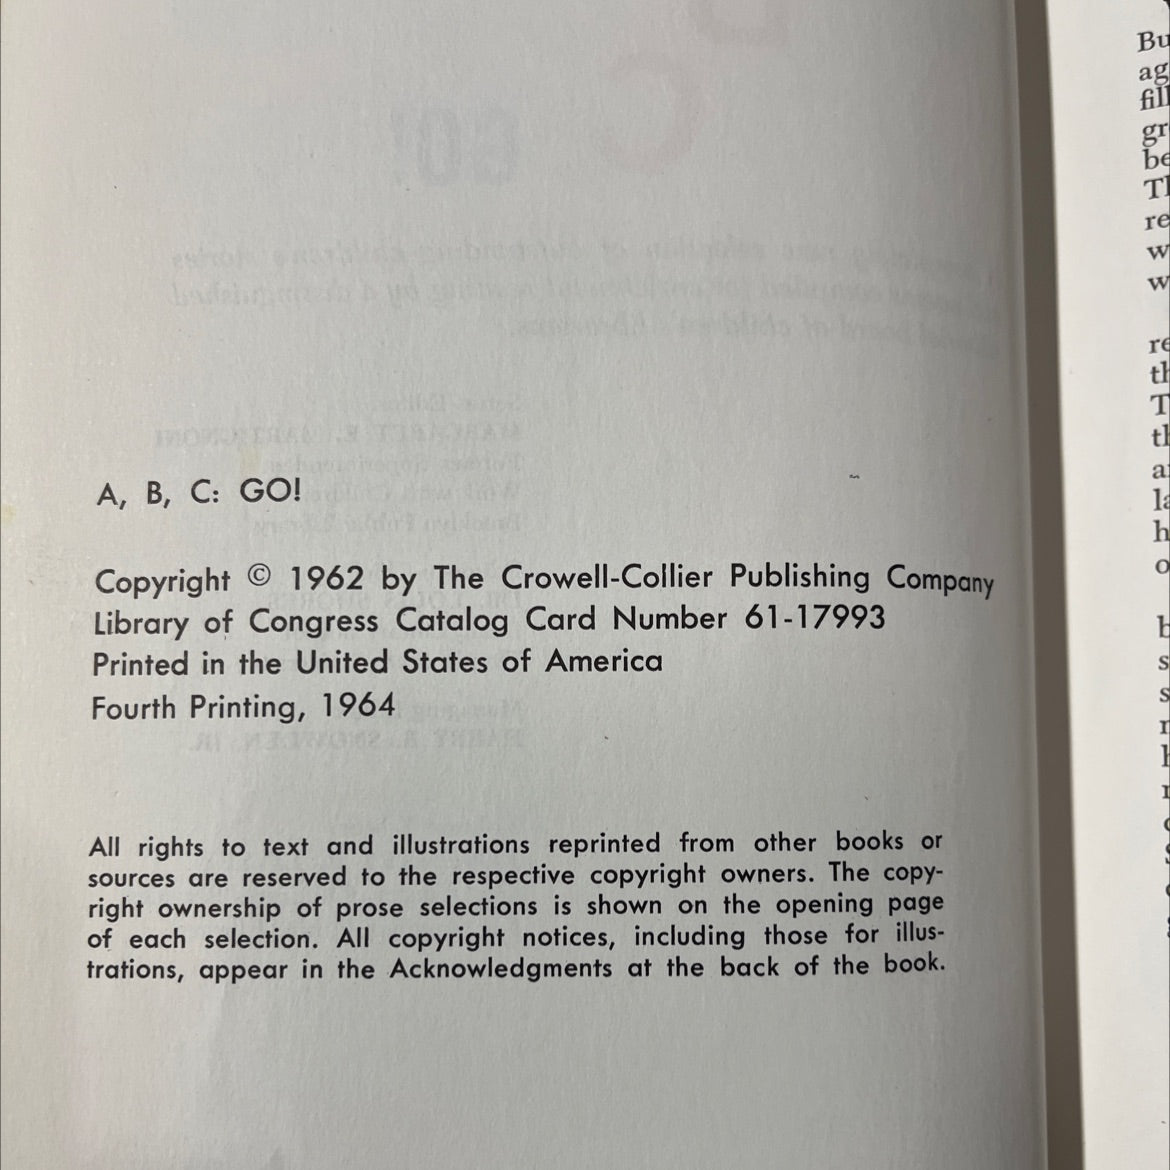 A, B, C: GO!
Copyright © 1962 by The Crowell-Collier Publishing Company
Library of Congress Catalog Card Number 61-17993
Printed in the United States of America
Fourth Printing, 1964
All rights to text and illustrations reprinted from other books or
sources are reserved to the respective copyright owners. The copy-
right ownership of prose selections is shown on the opening page
of each selection. All copyright notices, including those for illus-
trations, appear in the Acknowledgments at the back of the book.